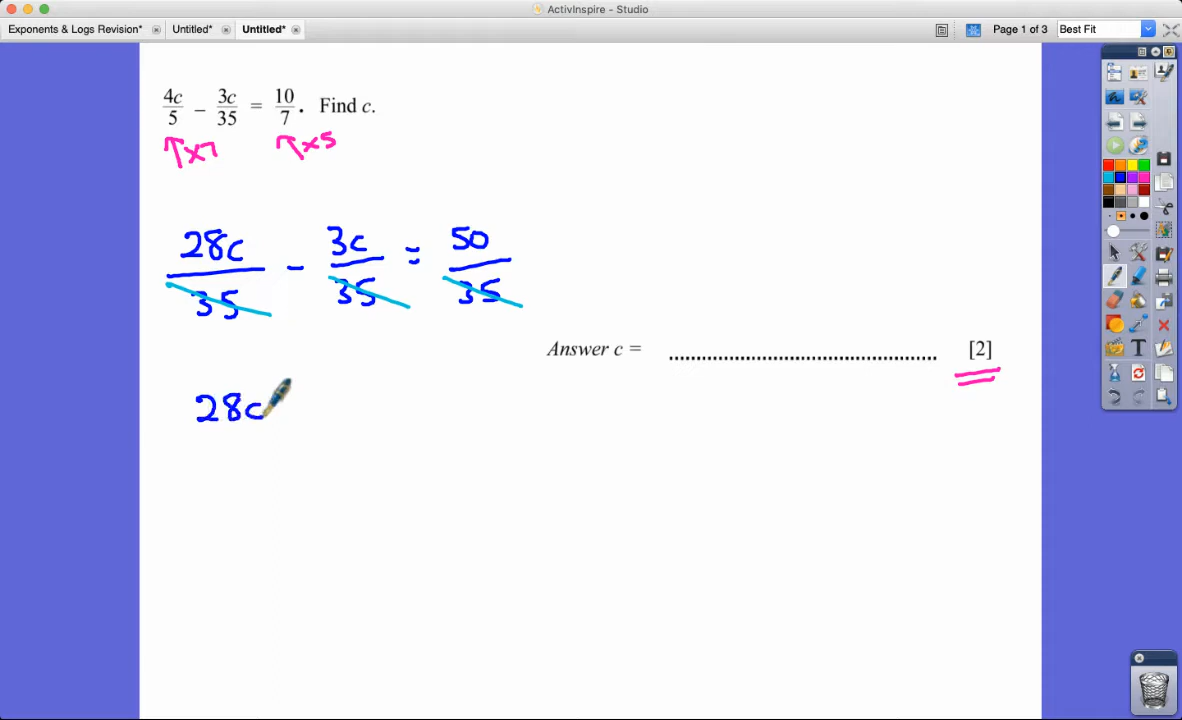 ActivInspire - Studio
Exponents & Logs Revision* Untitled* Untitled* Page 1 of 3 Best Fit
4c/5 − 3c/35 = 10/7. Find c.
×7 ×5
28c/35 − 3c/35 = 50/35
Answer c = ................................................ [2]
28c